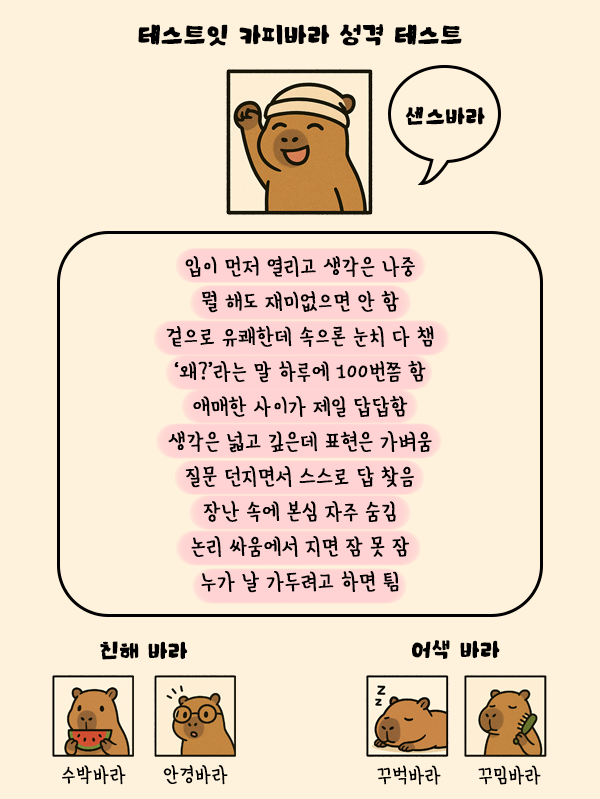 테스트잇 카피바라 성격 테스트
센스바라
입이 먼저 열리고 생각은 나중
뭘 해도 재미없으면 안 함
겉으로 유쾌한데 속으론 눈치 다 챔
‘왜?’라는 말 하루에 100번쯤 함
애매한 사이가 제일 답답함
생각은 넓고 깊은데 표현은 가벼움
질문 던지면서 스스로 답 찾음
장난 속에 본심 자주 숨김
논리 싸움에서 지면 잠 못 잠
누가 날 가두려고 하면 튐
친해 바라
어색 바라
z
z
수박바라
안경바라
꾸벅바라
꾸밈바라